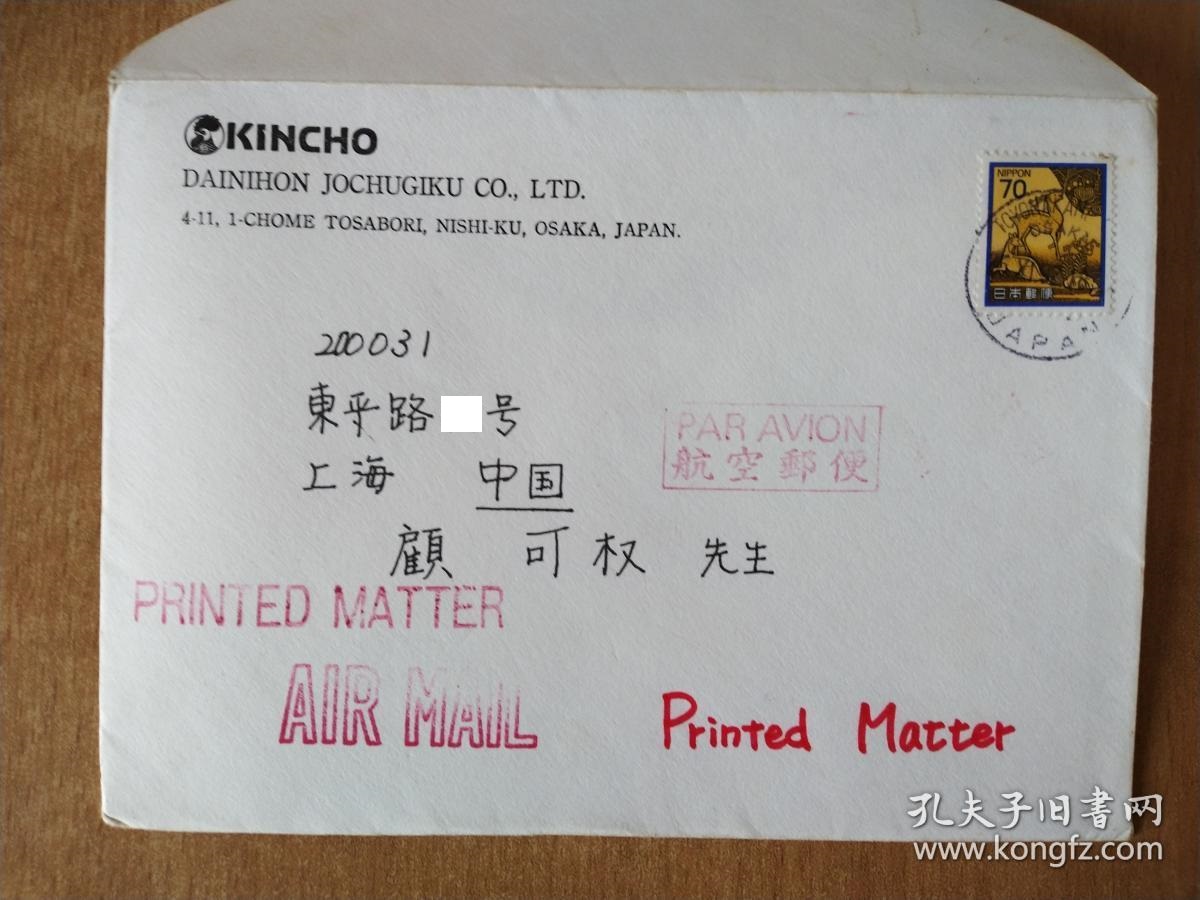 KINCHO
DAINIHON JOCHUGIKU CO., LTD.
4-11, 1-CHOME TOSABORI, NISHI-KU, OSAKA, JAPAN.
NIPPON
70
日本郵便
JAPAN
200031
東平路 号
上海 中国
PAR AVION
航空郵便
顧 可权 先生
PRINTED MATTER
AIR MAIL
Printed Matter
孔夫子旧书网
www.kongfz.com